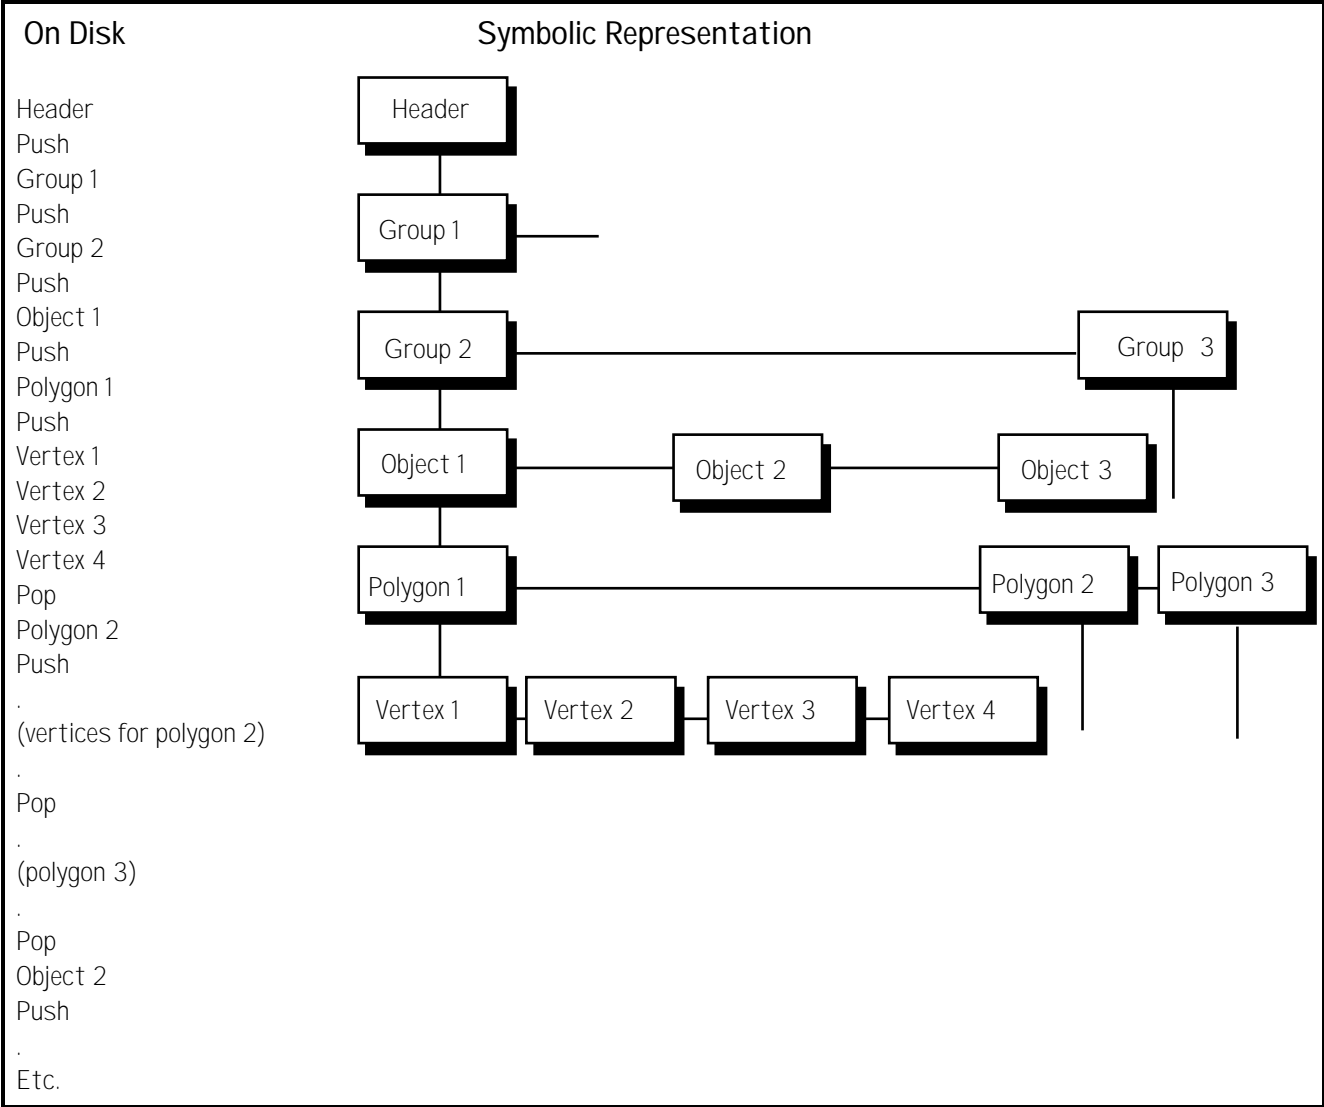 On Disk
Symbolic Representation
Header
Push
Group 1
Push
Group 2
Push
Object 1
Push
Polygon 1
Push
Vertex 1
Vertex 2
Vertex 3
Vertex 4
Pop
Polygon 2
Push
.
(vertices for polygon 2)
.
Pop
.
(polygon 3)
.
Pop
Object 2
Push
.
Etc.
Header
Group 1
Group 2
Group 3
Object 1
Object 2
Object 3
Polygon 1
Polygon 2
Polygon 3
Vertex 1
Vertex 2
Vertex 3
Vertex 4